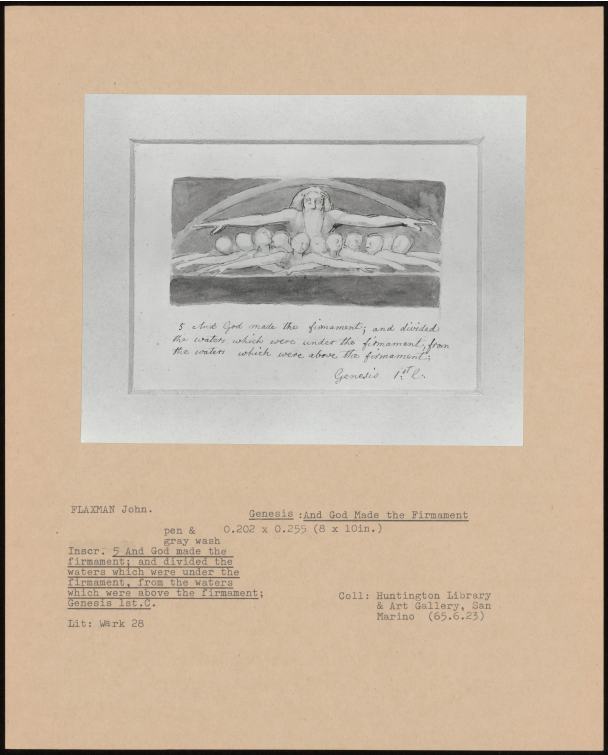 5 And God made the firmament; and divided
the waters which were under the firmament, from
the waters which were above the firmament;
Genesis 1st C.
FLAXMAN John.
Genesis :And God Made the Firmament
pen &
gray wash
0.202 x 0.255 (8 x 10in.)
Inscr. 5 And God made the
firmament; and divided the
waters which were under the
firmament, from the waters
which were above the firmament;
Genesis 1st.C.
Lit: Wark 28
Coll: Huntington Library
& Art Gallery, San
Marino (65.6.23)